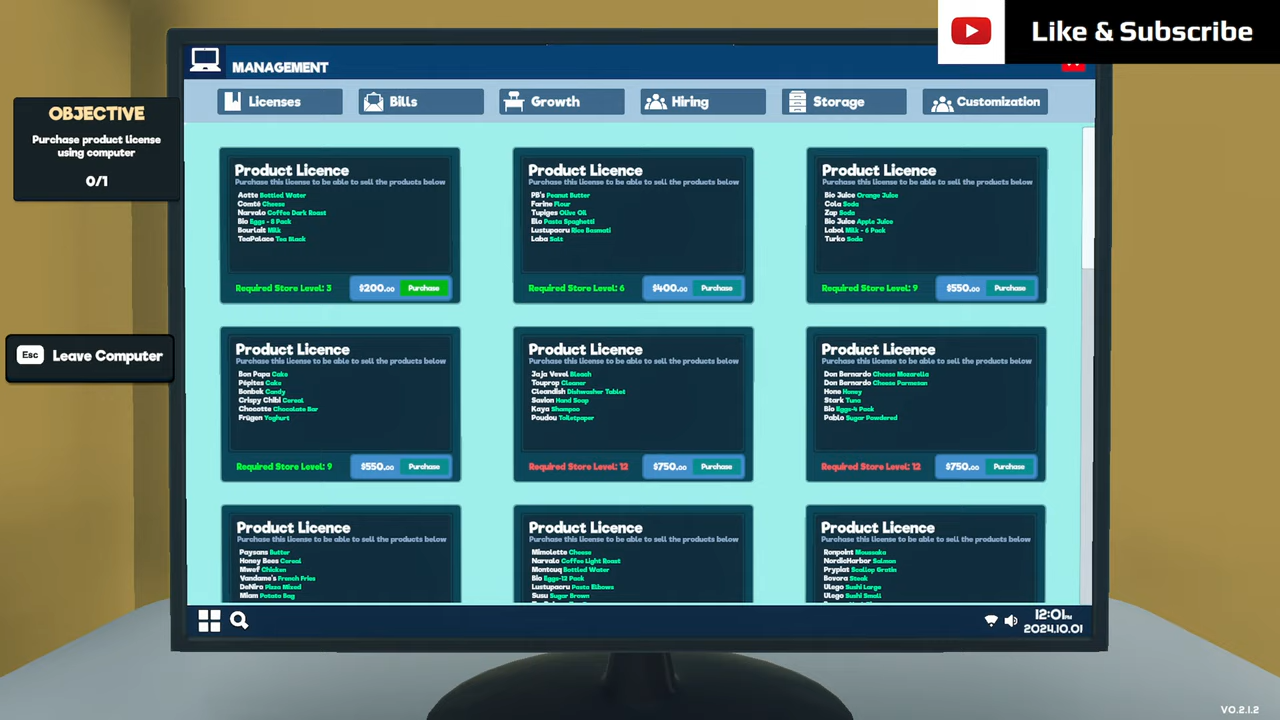 Like & Subscribe
MANAGEMENT
Licenses
Bills
Growth
Hiring
Storage
Customization
OBJECTIVE
Purchase product license
using computer
0/1
Esc Leave Computer
Product Licence
Purchase this license to be able to sell the products below
Aotte Bottled Water
Comté Cheese
Narvalo Coffee Dark Roast
Bio Eggs - 8 Pack
Bourlait Milk
TeaPalace Tea Black
Required Store Level: 3
$200.00
Purchase
Product Licence
Purchase this license to be able to sell the products below
PB's Peanut Butter
Farine Flour
Tupiges Olive Oil
Elo Pasta Spaghetti
Lustupacru Rice Basmati
Laba Salt
Required Store Level: 6
$400.00
Purchase
Product Licence
Purchase this license to be able to sell the products below
Bio Juice Orange Juice
Cola Soda
Zap Soda
Bio Juice Apple Juice
Labol Milk - 6 Pack
Turko Soda
Required Store Level: 9
$550.00
Purchase
Product Licence
Purchase this license to be able to sell the products below
Bon Papa Cake
Pépites Cake
Bonbek Candy
Crispy Chibi Cereal
Chocotte Chocolate Bar
Frügen Yoghurt
Required Store Level: 9
$550.00
Purchase
Product Licence
Purchase this license to be able to sell the products below
Jaja Vevel Bleach
Touprop Cleaner
Cleandish Dishwasher Tablet
Savlon Hand Soap
Kaya Shampoo
Poudou Toiletpaper
Required Store Level: 12
$750.00
Purchase
Product Licence
Purchase this license to be able to sell the products below
Don Bernardo Cheese Mozarella
Don Bernardo Cheese Parmesan
Hone Honey
Stark Tuna
Bio Eggs-4 Pack
Pablo Sugar Powdered
Required Store Level: 12
$750.00
Purchase
Product Licence
Purchase this license to be able to sell the products below
Paysans Butter
Honey Bees Cereal
Mwef Chicken
Vandame's French Fries
DeNiro Pizza Mixed
Miam Potato Bag
Product Licence
Purchase this license to be able to sell the products below
Mimolette Cheese
Narvalo Coffee Light Roast
Montouq Bottled Water
Bio Eggs-12 Pack
Lustupacru Pasta Elbows
Susu Sugar Brown
Product Licence
Purchase this license to be able to sell the products below
Ronpoint Moussaka
NordicHarbor Salmon
Prypiat Scallop Gratin
Bovora Steak
Ulego Sushi Large
Ulego Sushi Small
12:01PM
2024.10.01
V0.2.1.2